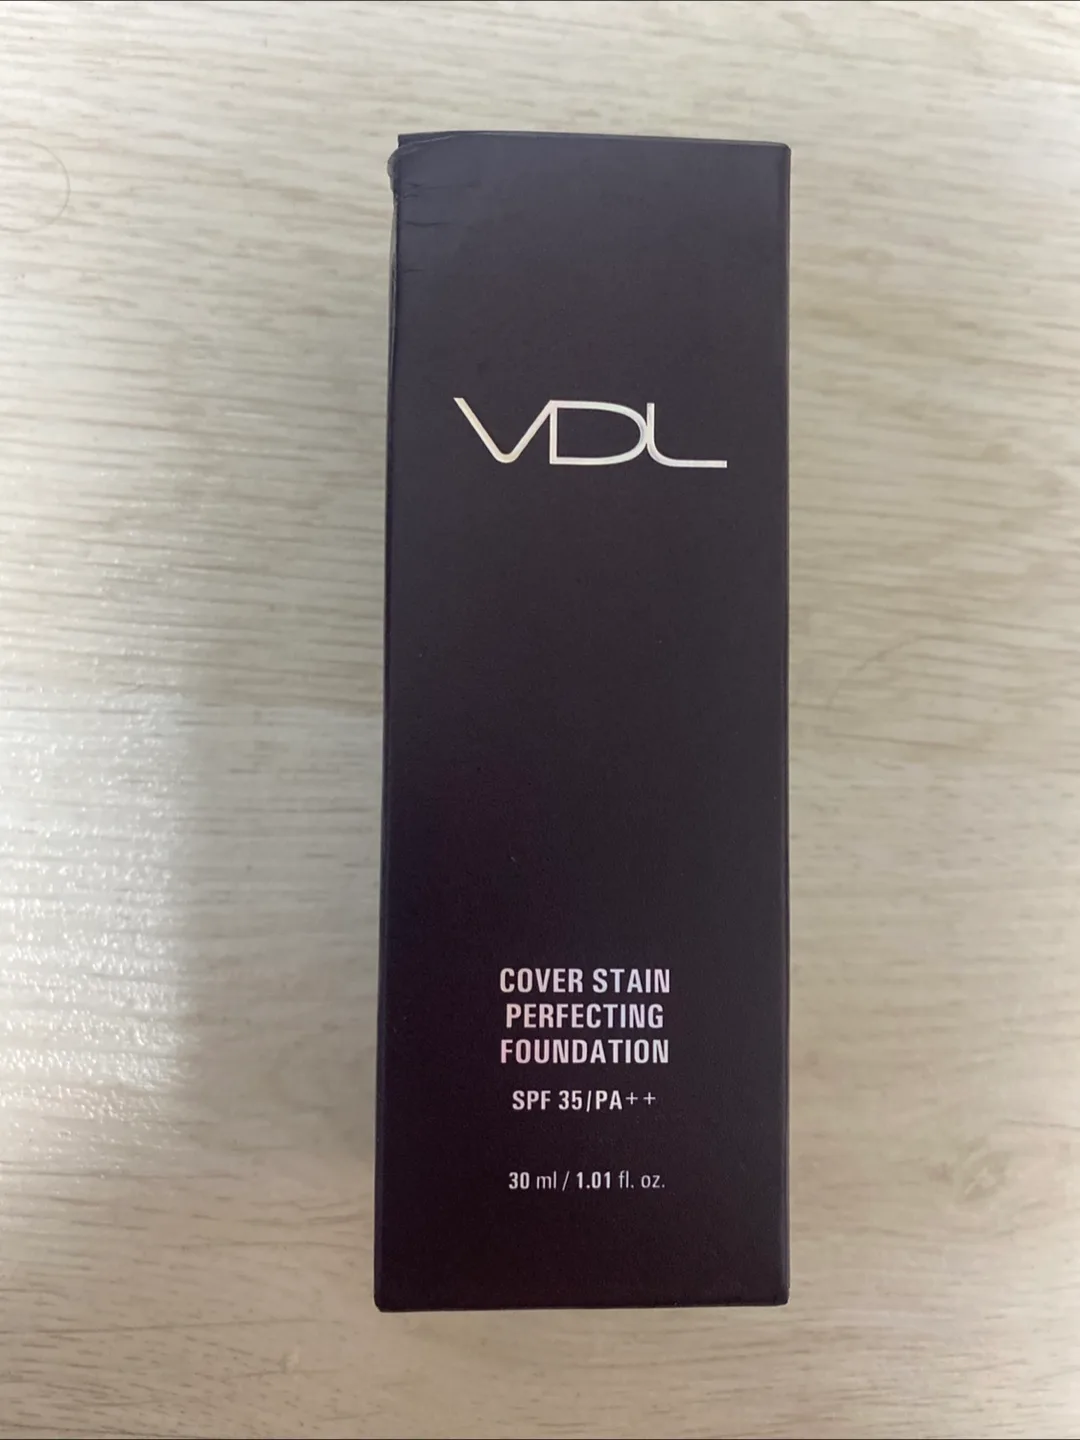 VDL
COVER STAIN
PERFECTING
FOUNDATION
SPF 35/PA++
30 ml / 1.01 fl. oz.